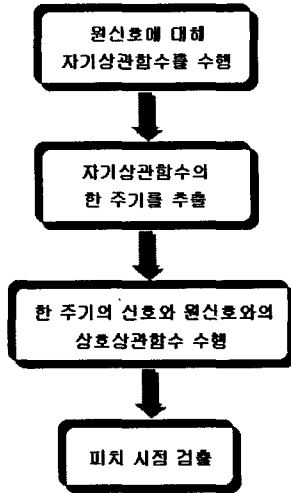 원신호에 대해
자기상관함수를 수행
자기상관함수의
한 주기를 추출
한 주기의 신호와 원신호와의
상호상관함수 수행
피치 시점 검출